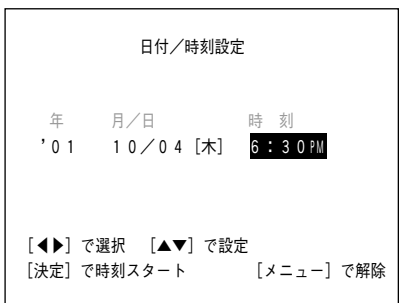 日付／時刻設定
年 月／日 時 刻
’01 10／04［木］ 6：30PM
［◀▶］で選択 ［▲▼］で設定
［決定］で時刻スタート ［メニュー］で解除